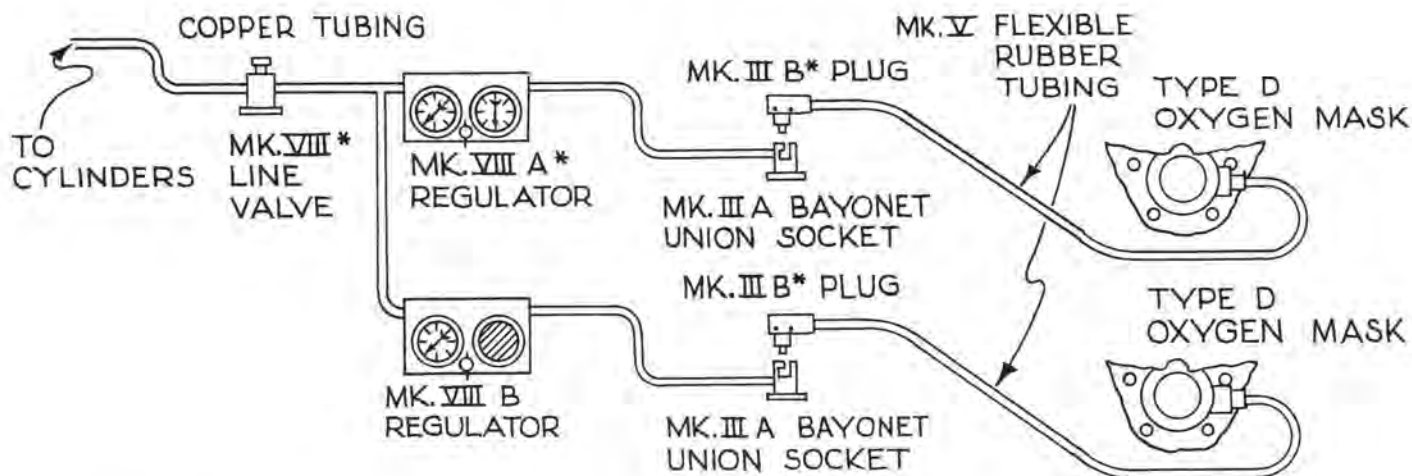 COPPER TUBING
TO
CYLINDERS
MK. VIII *
LINE
VALVE
MK. VIII A *
REGULATOR
MK. III B* PLUG
MK. III A BAYONET
UNION SOCKET
MK. V FLEXIBLE
RUBBER
TUBING
TYPE D
OXYGEN MASK
MK. VIII B
REGULATOR
MK. III B* PLUG
MK. III A BAYONET
UNION SOCKET
TYPE D
OXYGEN MASK